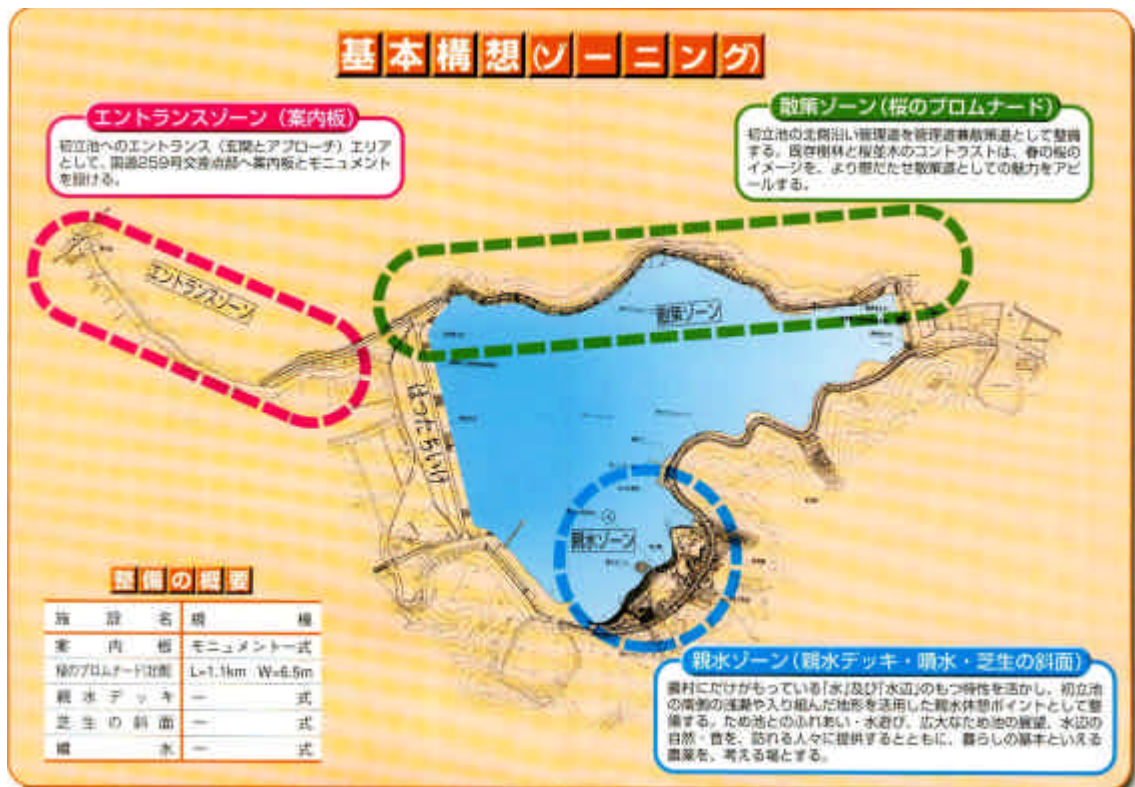 基本構想(ゾーニング)
エントランスゾーン(案内板)
初立池へのエントランス(玄関とアプローチ)エリア
として、国道259号交差点部へ案内板とモニュメント
を設ける。
散策ゾーン(桜のプロムナード)
初立池の北側沿い管理道を管理道兼散策道として整備
する。既存樹林と桜並木のコントラストは、春の桜の
イメージを、より際だたせ散策道としての魅力をアピ
ールする。
エントランスゾーン
散策ゾーン
はったちいけ
親水ゾーン
整備の概要
施設名 規模
案内板 モニュメント一式
桜のプロムナード(北側) L=1.1km W=6.5m
親水デッキ 一式
芝生の斜面 一式
噴水 一式
親水ゾーン(親水デッキ・噴水・芝生の斜面)
農村にだけがもっている「水」及び「水辺」のもつ特性を活かし、初立池
の南側の浅瀬や入り組んだ地形を活用した親水休憩ポイントとして整
備する。ため池とのふれあい・水遊び、広大なため池の展望、水辺の
自然・音を、訪れる人々に提供するとともに、暮らしの基本といえる
農業を、考える場とする。